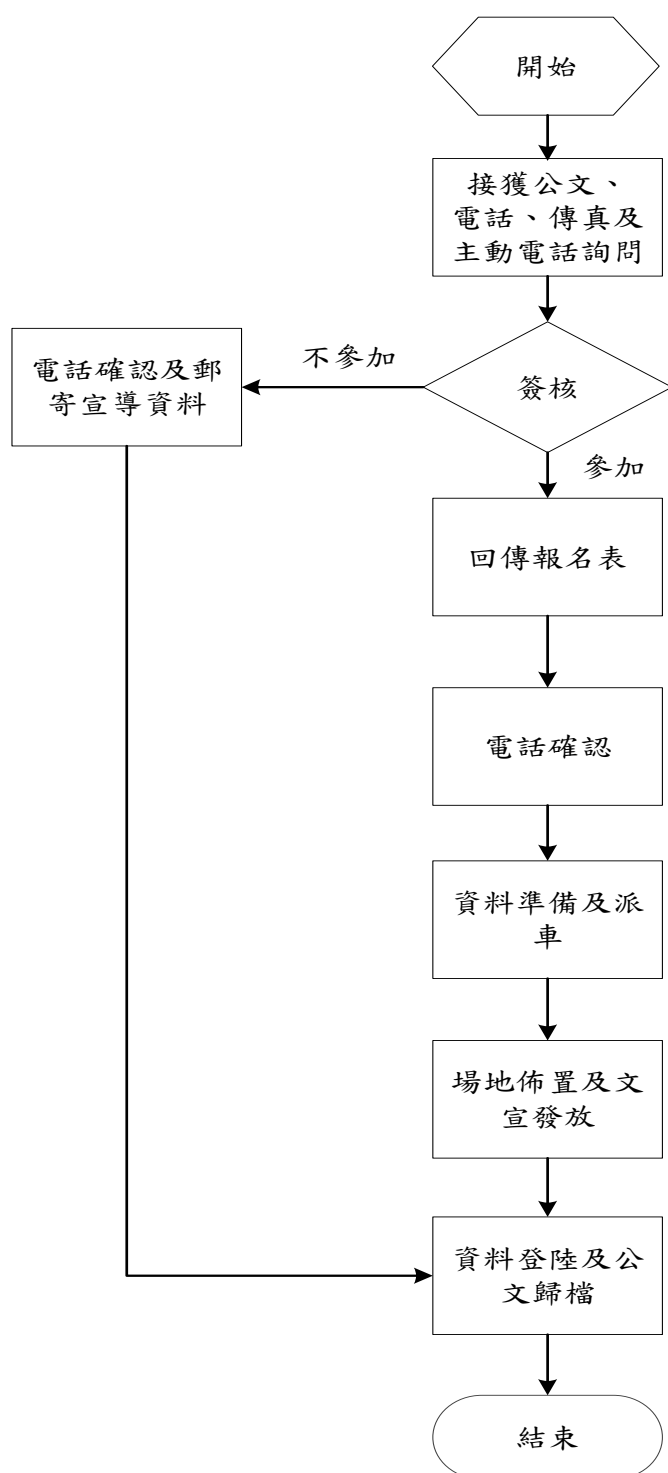 開始
接獲公文、
電話、傳真及
主動電話詢問
不參加
電話確認及郵
寄宣導資料
簽核
參加
回傳報名表
電話確認
資料準備及派
車
場地佈置及文
宣發放
資料登陸及公
文歸檔
結束